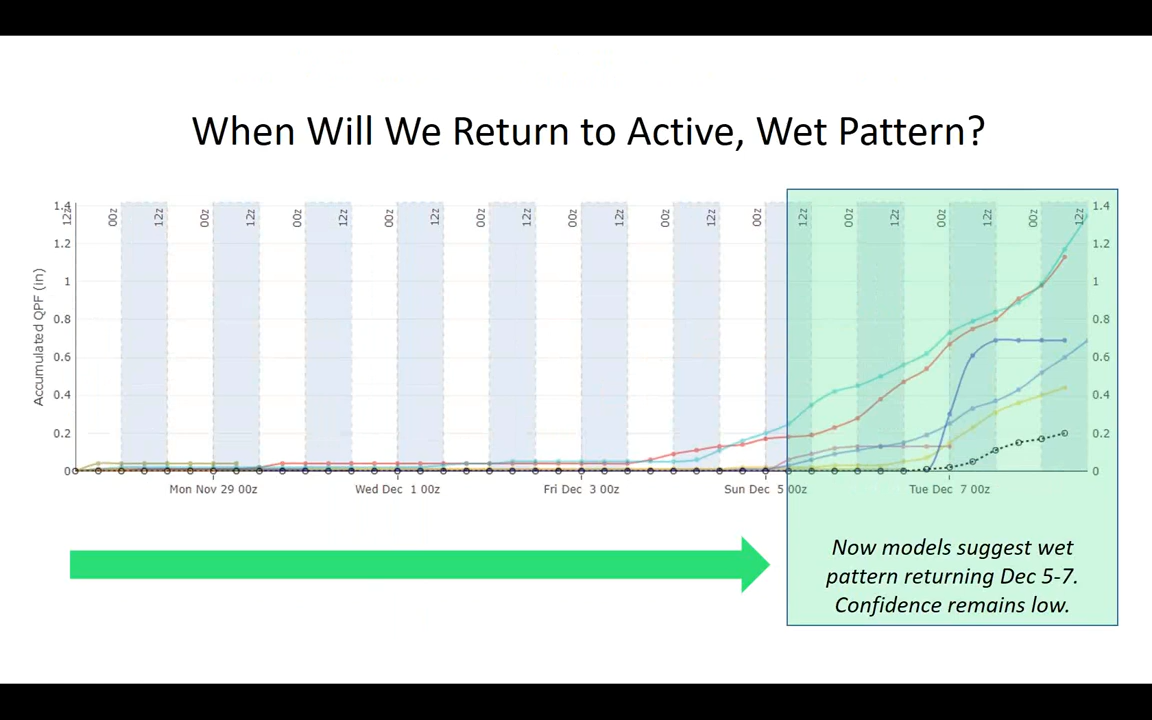 When Will We Return to Active, Wet Pattern?
1.4
1.2
1
0.8
0.6
0.4
0.2
0
Accumulated QPF (in)
12z
00z
12z
00z
12z
00z
12z
00z
12z
00z
12z
00z
12z
00z
12z
00z
12z
00z
12z
00z
12z
00z
12z
1.4
1.2
1
0.8
0.6
0.4
0.2
0
Mon Nov 29 00z
Wed Dec 1 00z
Fri Dec 3 00z
Sun Dec 5 00z
Tue Dec 7 00z
Now models suggest wet
pattern returning Dec 5-7.
Confidence remains low.